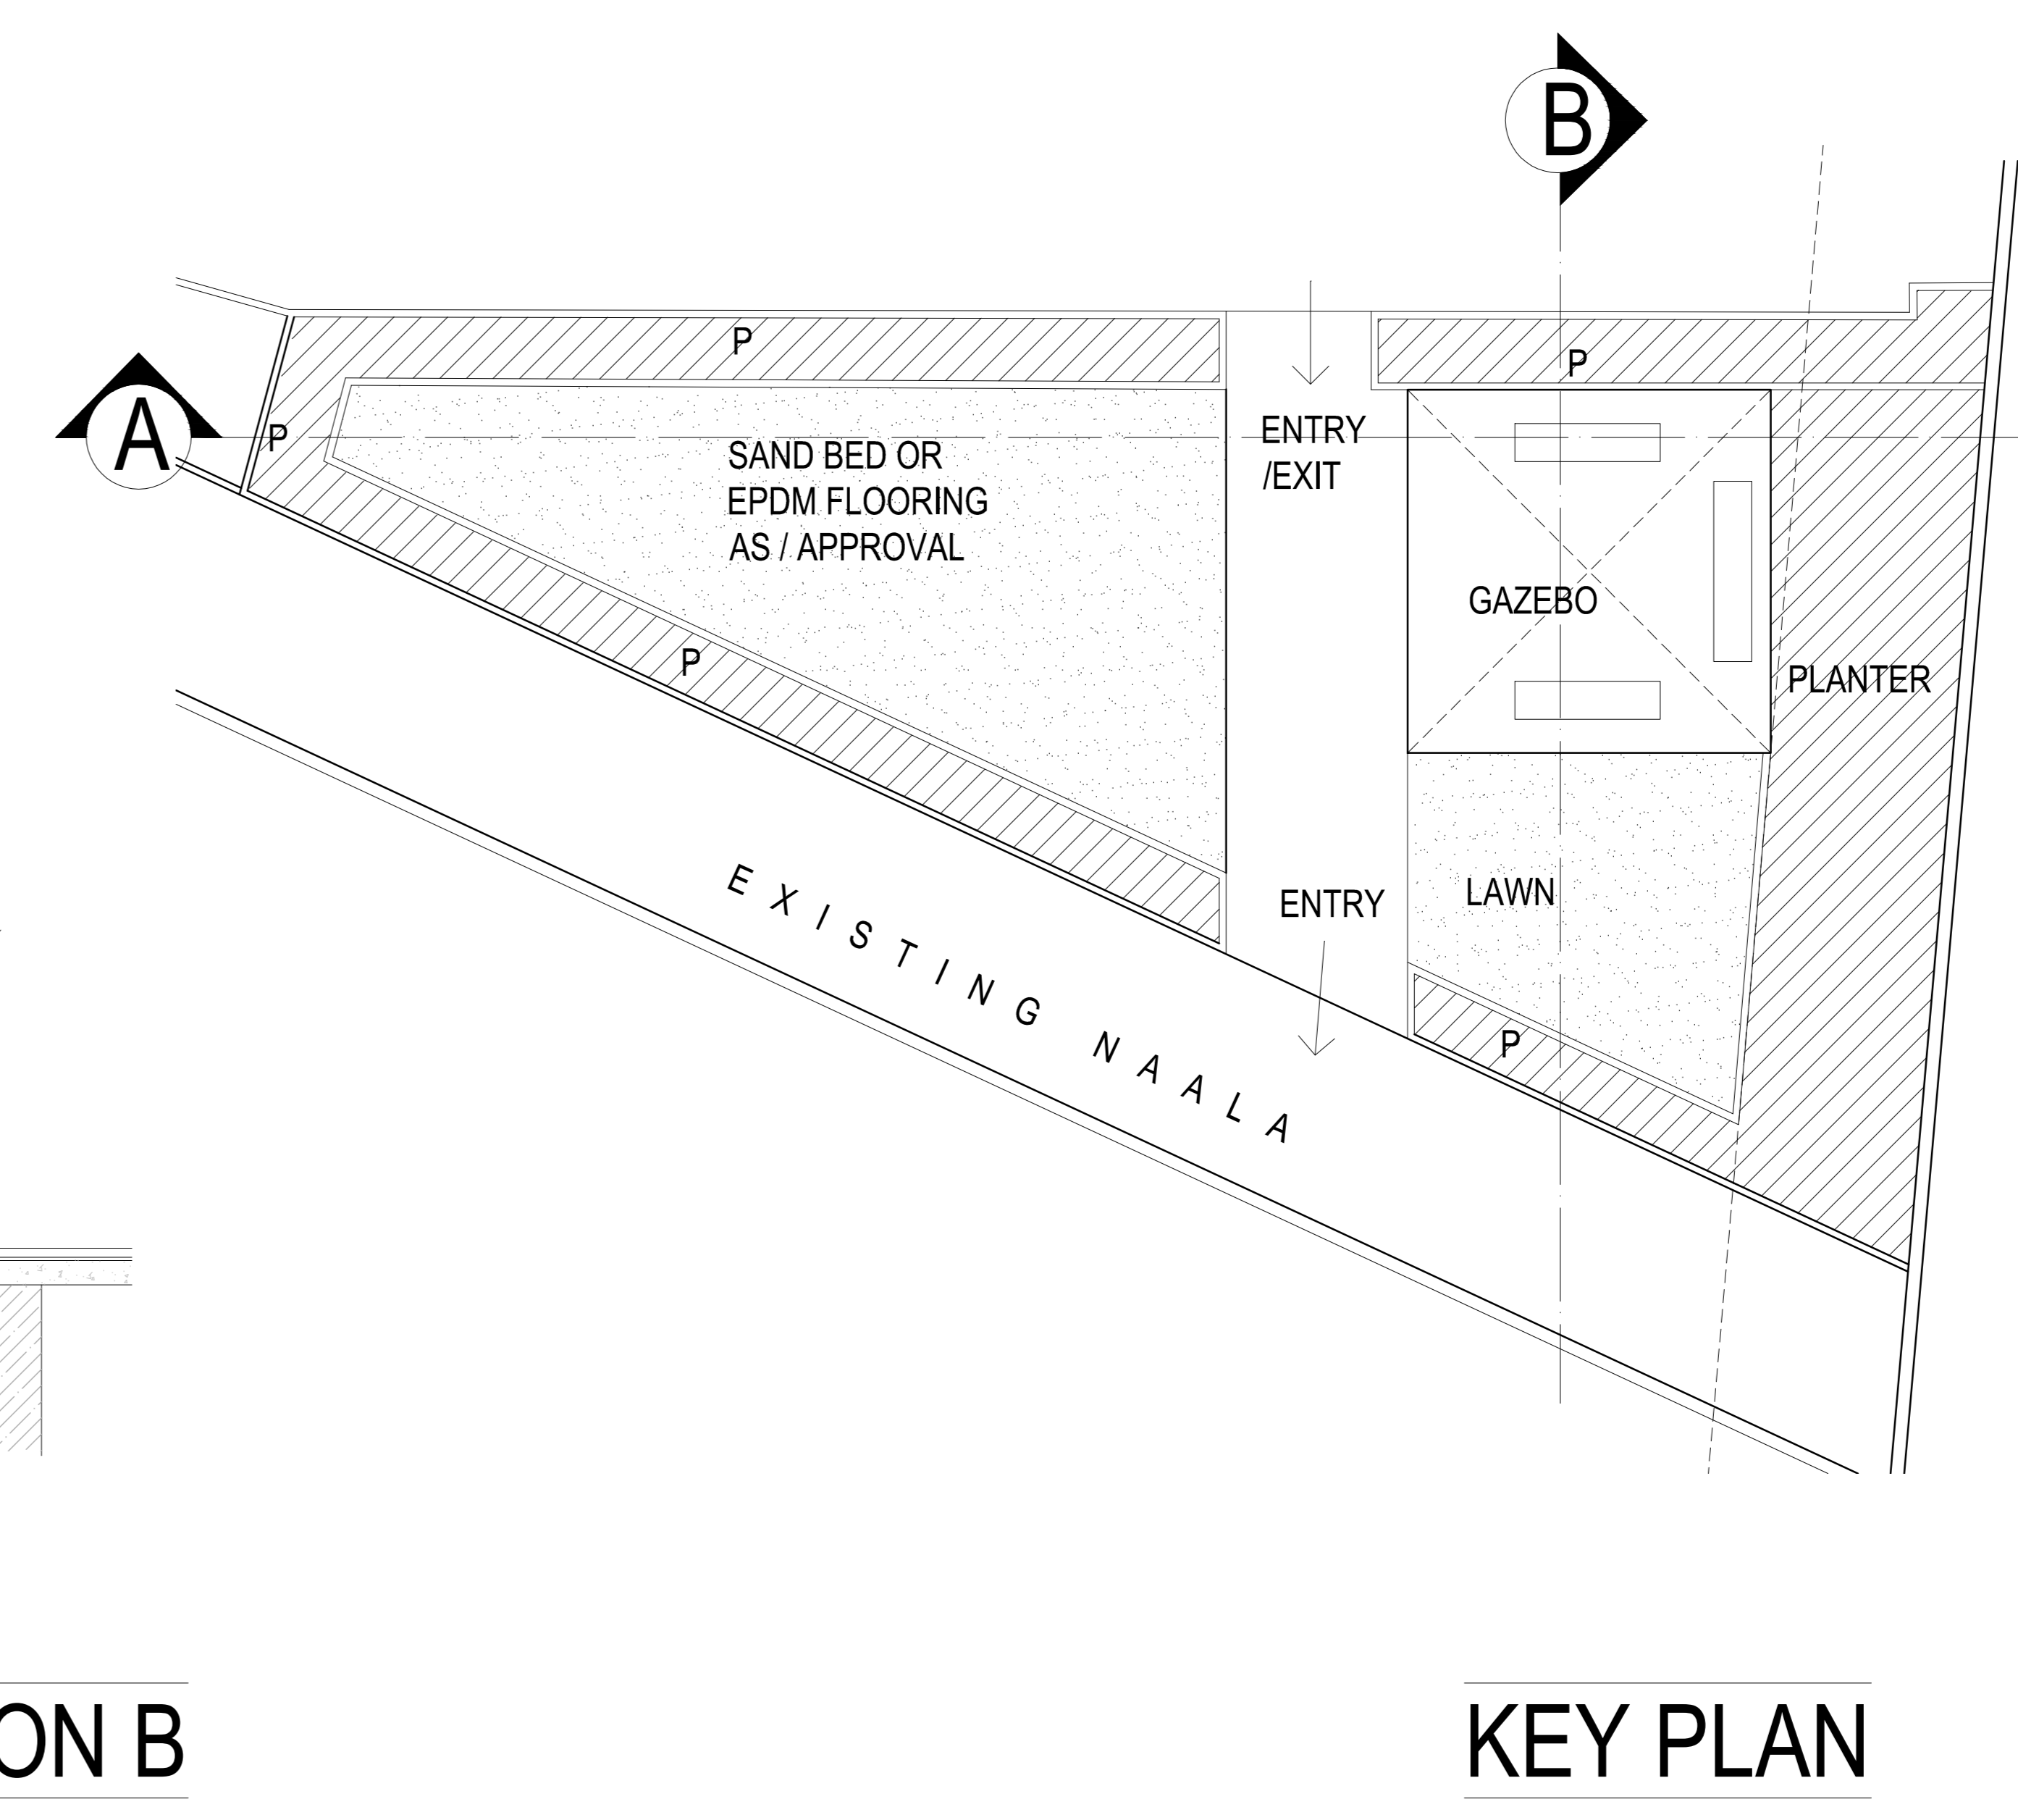 B
P
P
A
P
ENTRY
/EXIT
SAND BED OR
EPDM FLOORING
AS / APPROVAL
GAZEBO
P
PLANTER
EXISTING NAALA
ENTRY
LAWN
P
ON B
KEY PLAN